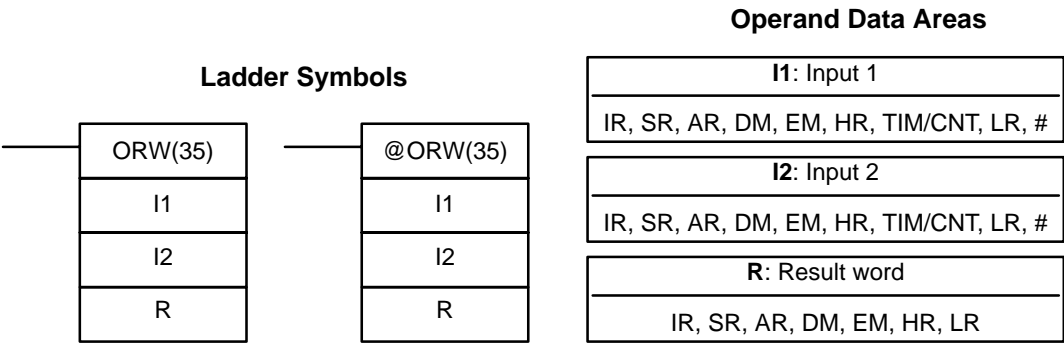 Operand Data Areas
Ladder Symbols
ORW(35)
I1
I2
R
@ORW(35)
I1
I2
R
I1: Input 1
IR, SR, AR, DM, EM, HR, TIM/CNT, LR, #
I2: Input 2
IR, SR, AR, DM, EM, HR, TIM/CNT, LR, #
R: Result word
IR, SR, AR, DM, EM, HR, LR